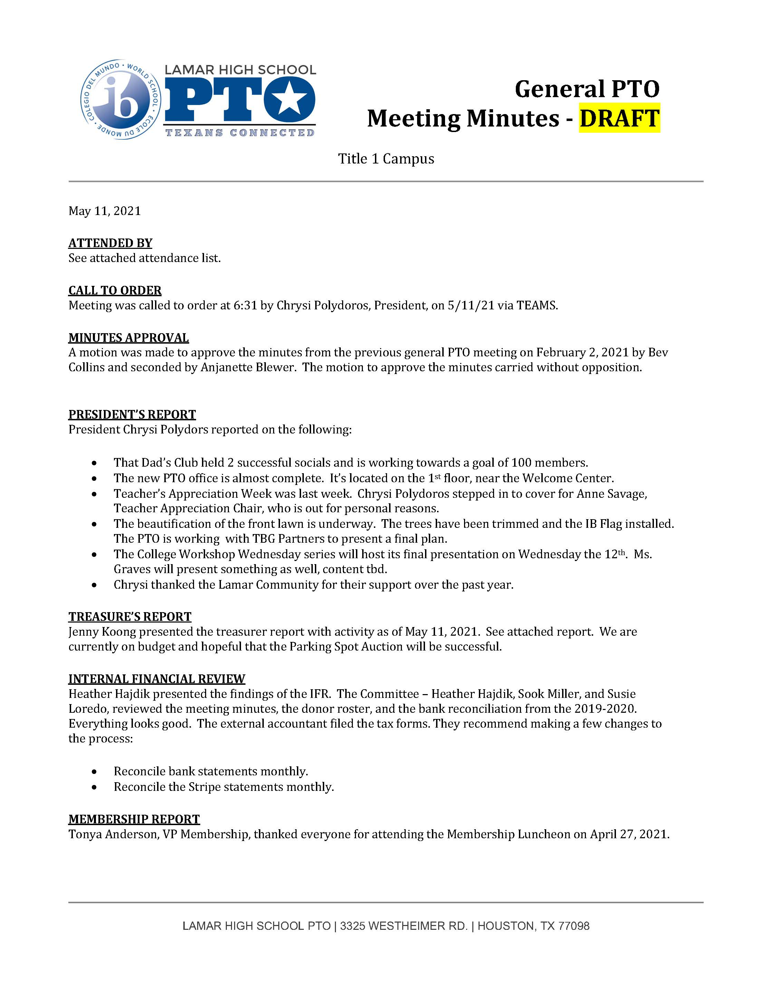 COLEGIO DEL MUNDO • WORLD SCHOOL • ÉCOLE DU MONDE •
ib
LAMAR HIGH SCHOOL
PTO
TEXANS CONNECTED
General PTO
Meeting Minutes - DRAFT
Title 1 Campus
May 11, 2021
ATTENDED BY
See attached attendance list.
CALL TO ORDER
Meeting was called to order at 6:31 by Chrysi Polydoros, President, on 5/11/21 via TEAMS.
MINUTES APPROVAL
A motion was made to approve the minutes from the previous general PTO meeting on February 2, 2021 by Bev
Collins and seconded by Anjanette Blewer.  The motion to approve the minutes carried without opposition.
PRESIDENT'S REPORT
President Chrysi Polydors reported on the following:
• That Dad's Club held 2 successful socials and is working towards a goal of 100 members.
• The new PTO office is almost complete.  It's located on the 1st floor, near the Welcome Center.
• Teacher's Appreciation Week was last week.  Chrysi Polydoros stepped in to cover for Anne Savage,
Teacher Appreciation Chair, who is out for personal reasons.
• The beautification of the front lawn is underway.  The trees have been trimmed and the IB Flag installed.
The PTO is working  with TBG Partners to present a final plan.
• The College Workshop Wednesday series will host its final presentation on Wednesday the 12th.  Ms.
Graves will present something as well, content tbd.
• Chrysi thanked the Lamar Community for their support over the past year.
TREASURE'S REPORT
Jenny Koong presented the treasurer report with activity as of May 11, 2021.  See attached report.  We are
currently on budget and hopeful that the Parking Spot Auction will be successful.
INTERNAL FINANCIAL REVIEW
Heather Hajdik presented the findings of the IFR.  The Committee – Heather Hajdik, Sook Miller, and Susie
Loredo, reviewed the meeting minutes, the donor roster, and the bank reconciliation from the 2019-2020.
Everything looks good.  The external accountant filed the tax forms. They recommend making a few changes to
the process:
• Reconcile bank statements monthly.
• Reconcile the Stripe statements monthly.
MEMBERSHIP REPORT
Tonya Anderson, VP Membership, thanked everyone for attending the Membership Luncheon on April 27, 2021.
LAMAR HIGH SCHOOL PTO | 3325 WESTHEIMER RD. | HOUSTON, TX 77098